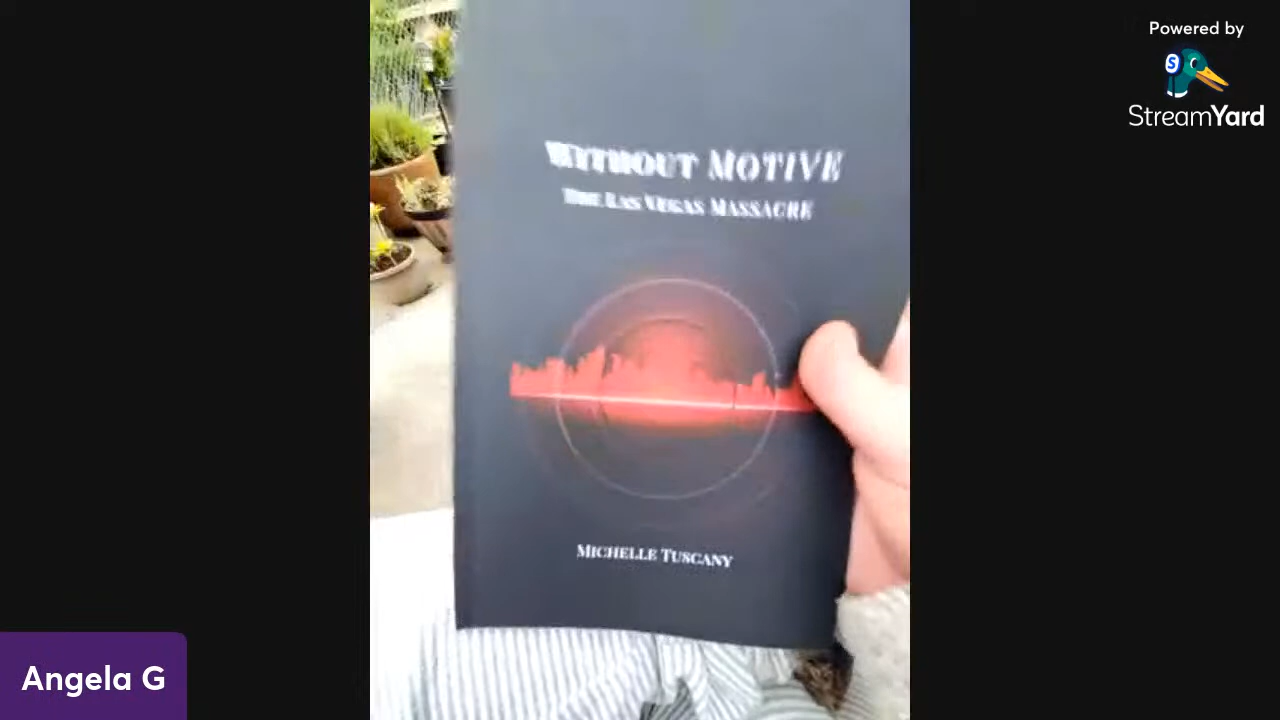 Powered by
S
StreamYard
WITHOUT MOTIVE
THE LAS VEGAS MASSACRE
MICHELLE TUSCANY
Angela G